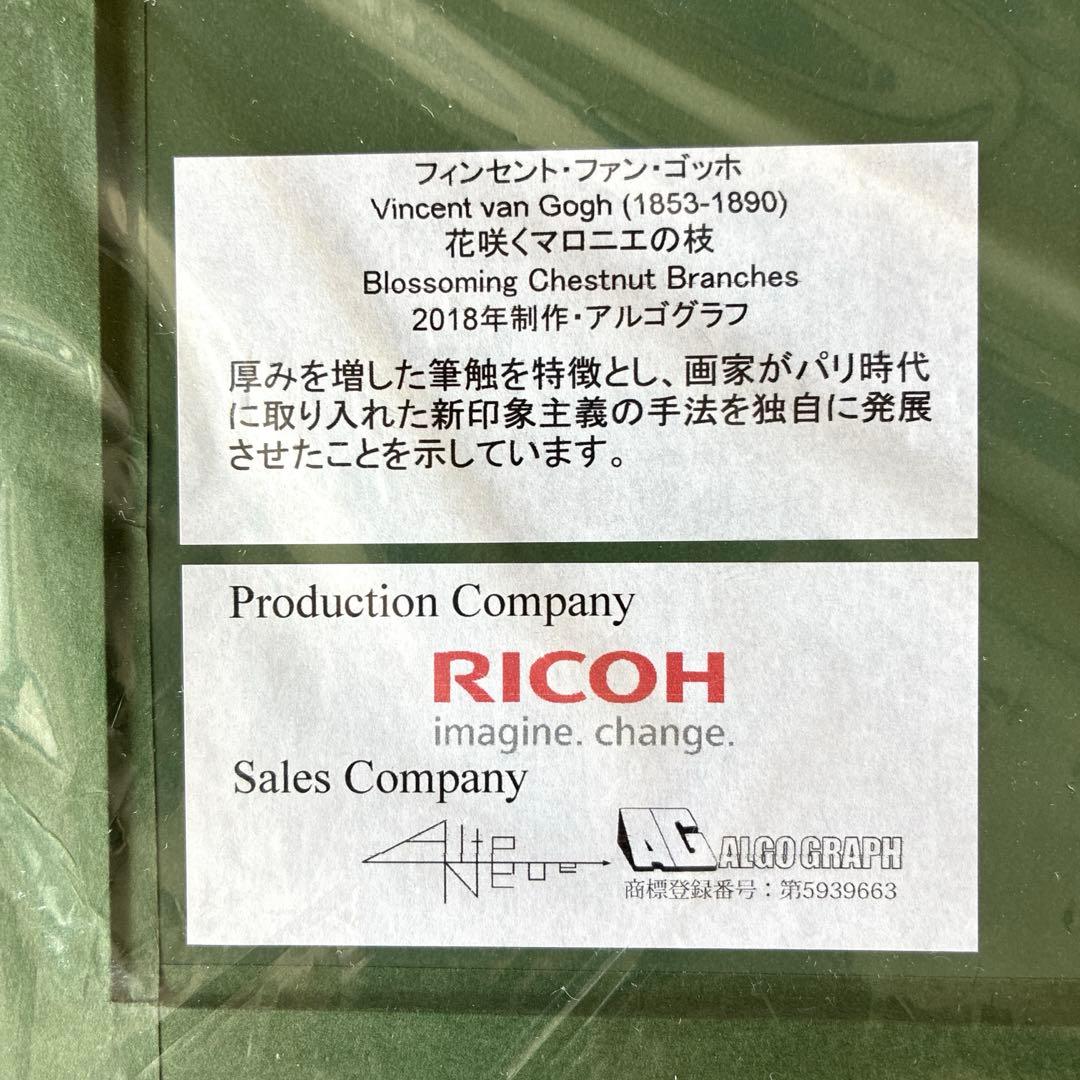 フィンセント・ファン・ゴッホ
Vincent van Gogh (1853-1890)
花咲くマロニエの枝
Blossoming Chestnut Branches
2018年制作・アルゴグラフ
厚みを増した筆触を特徴とし、画家がパリ時代
に取り入れた新印象主義の手法を独自に発展
させたことを示しています。
Production Company
RICOH
imagine. change.
Sales Company
Alte
Neue
AG ALGO GRAPH
商標登録番号：第5939663